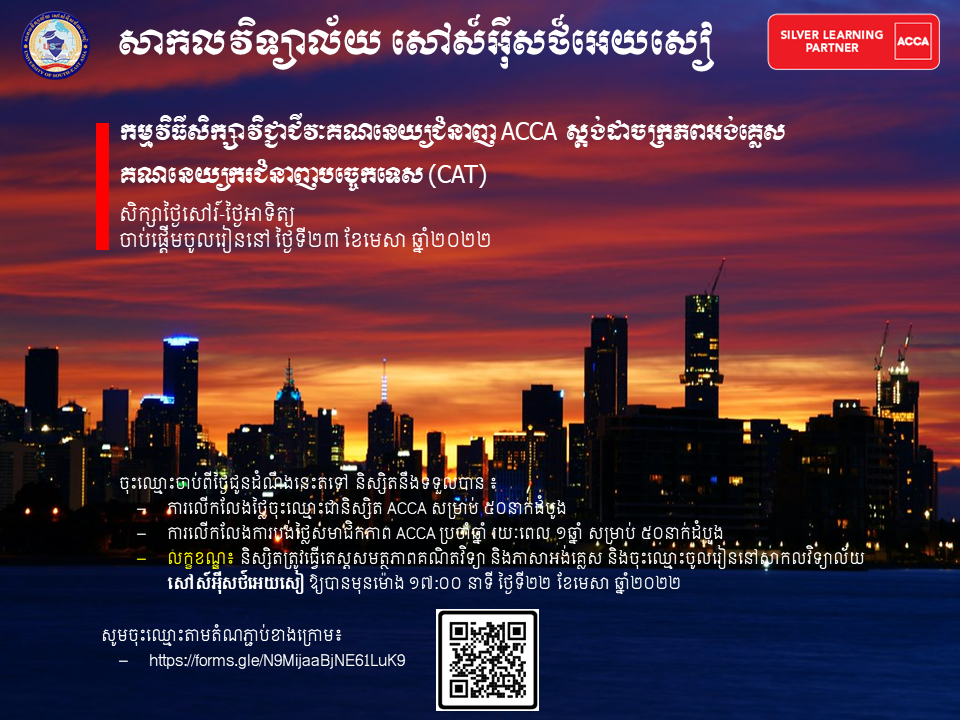 សាកលវិទ្យាល័យ សៅស៍អ៊ីសថ៍អេយសៀ
SILVER LEARNING
PARTNER
ACCA
កម្មវិធីសិក្សាវិជ្ជាជីវៈគណនេយ្យជំនាញ ACCA ស្តង់ដាចក្រភពអង់គ្លេស
គណនេយ្យករជំនាញបច្ចេកទេស (CAT)
សិក្សាថ្ងៃសៅរ៍-ថ្ងៃអាទិត្យ
ចាប់ផ្តើមចូលរៀននៅ ថ្ងៃទី២៣ ខែមេសា ឆ្នាំ២០២២
ចុះឈ្មោះចាប់ពីថ្ងៃជូនដំណឹងនេះតទៅ និស្សិតនឹងទទួលបាន ៖
– ការលើកលែងថ្លៃចុះឈ្មោះជានិស្សិត ACCA សម្រាប់ ៥០នាក់ដំបូង
– ការលើកលែងការបង់ថ្លៃសមាជិកភាព ACCA ប្រចាំឆ្នាំ រយៈពេល ១ឆ្នាំ សម្រាប់ ៥០នាក់ដំបូង
– លក្ខខណ្ឌ៖ និស្សិតត្រូវធ្វើតេស្តសមត្ថភាពគណិតវិទ្យា និងភាសាអង់គ្លេស និងចុះឈ្មោះចូលរៀននៅសាកលវិទ្យាល័យ
សៅស៍អ៊ីសថ៍អេយសៀ ឱ្យបានមុនម៉ោង ១៧:០០ នាទី ថ្ងៃទី២២ ខែមេសា ឆ្នាំ២០២២
សូមចុះឈ្មោះតាមតំណភ្ជាប់ខាងក្រោម៖
– https://forms.gle/N9MijaaBjNE61LuK9